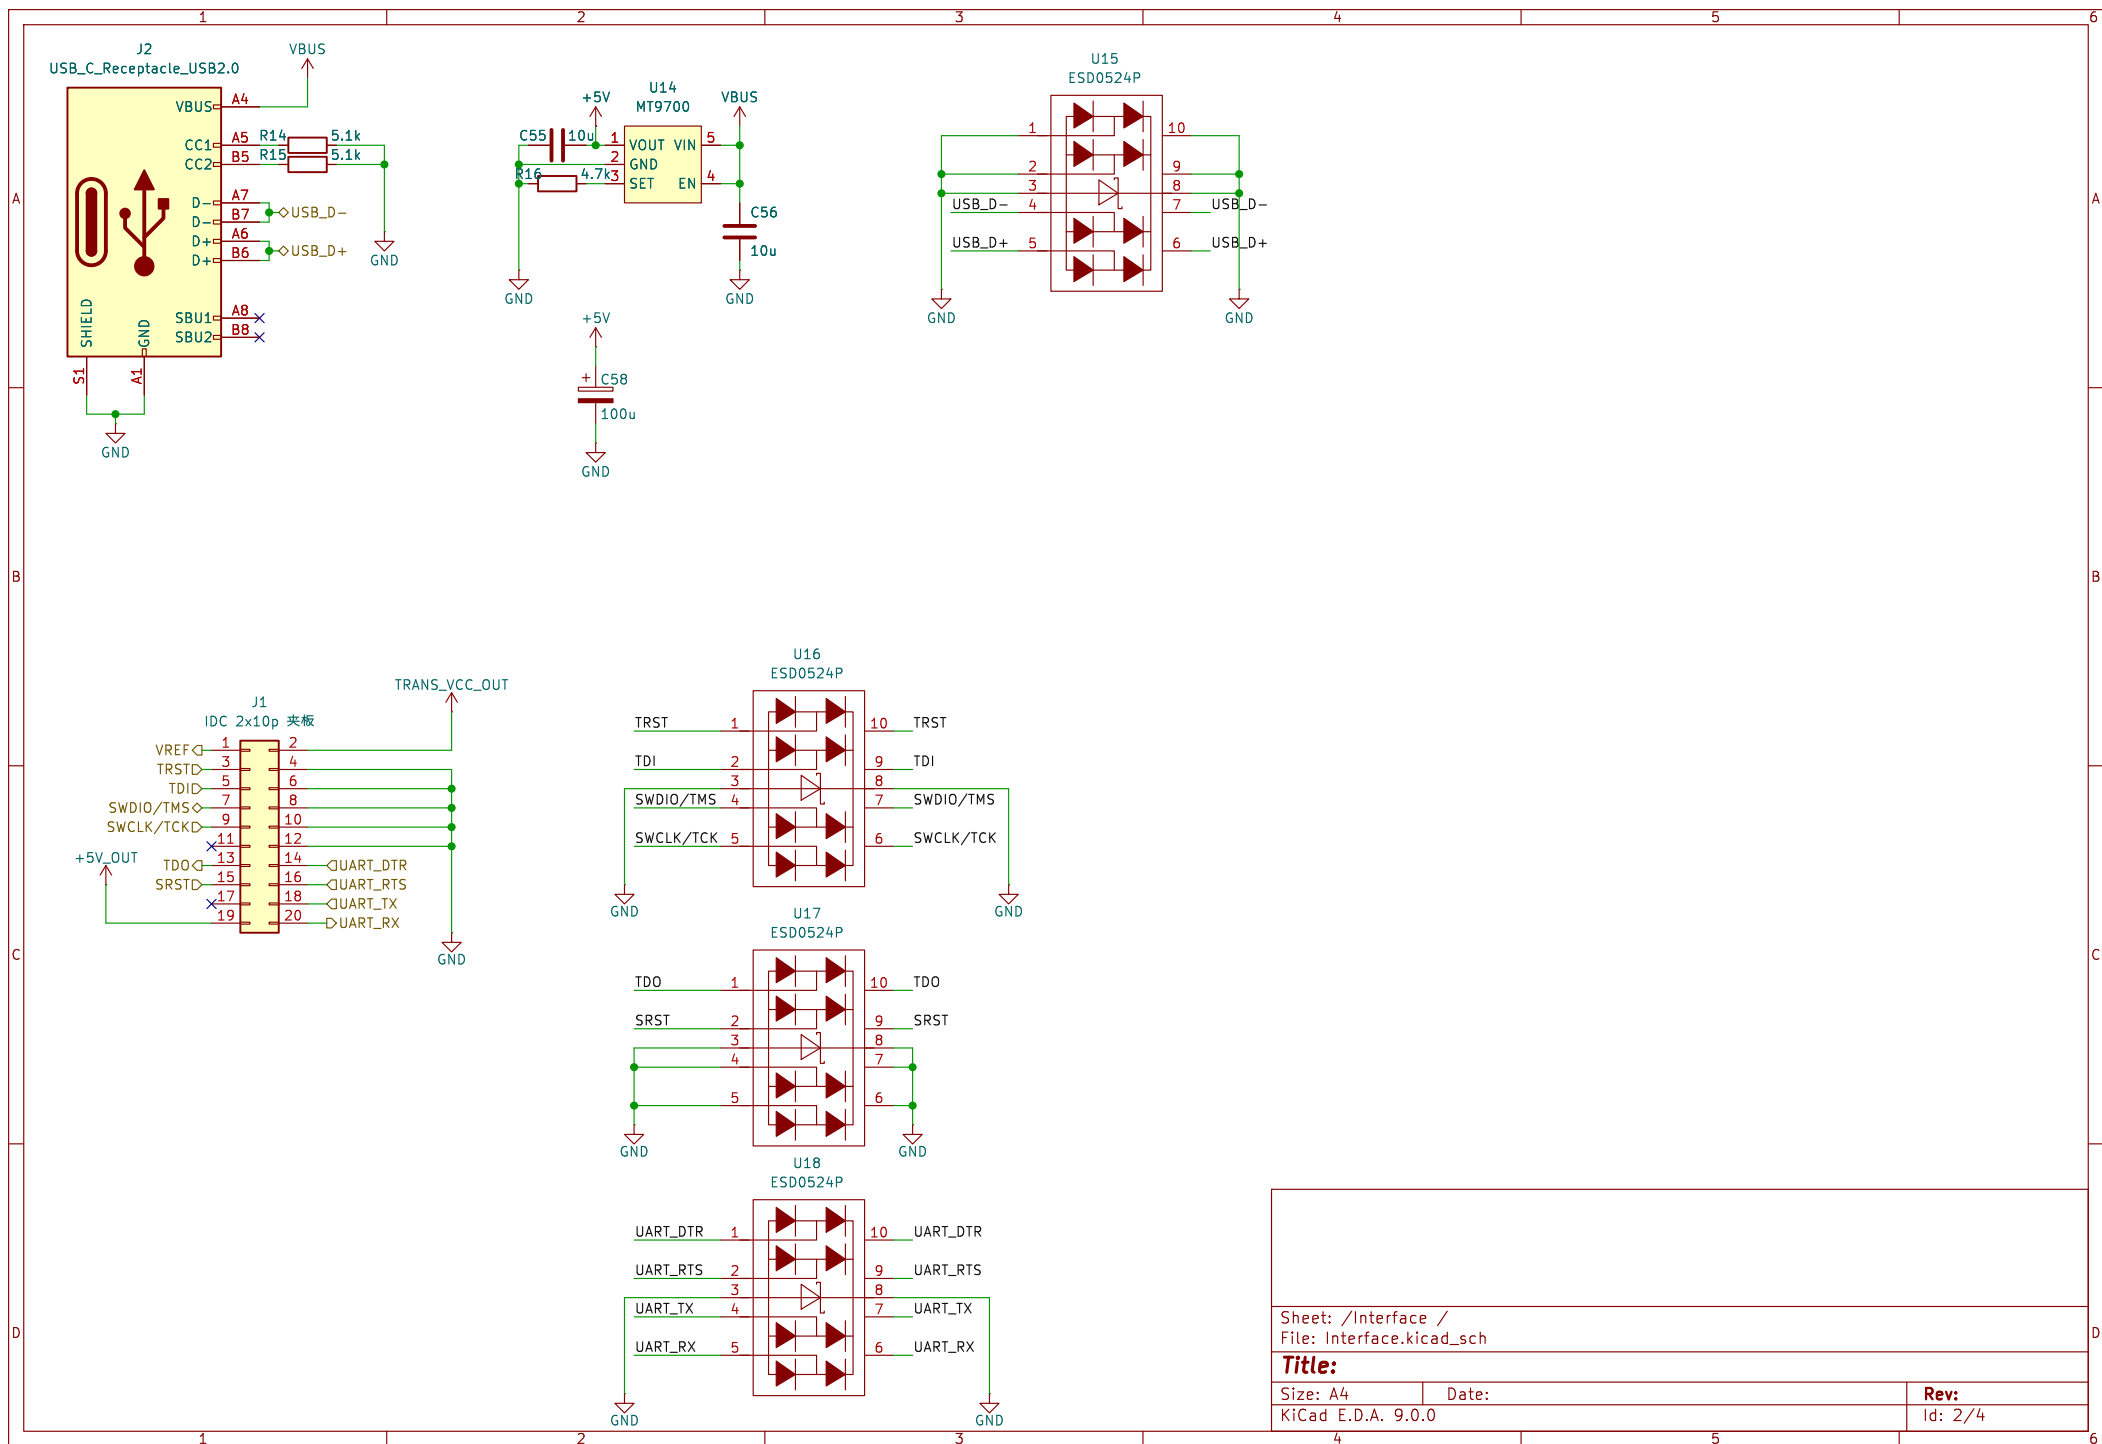 1 2 3 4 5 6
J2
USB_C_Receptacle_USB2.0
VBUS
VBUS A4
CC1 A5 R14 5.1k
CC2 B5 R15 5.1k
D- A7
D- B7 USB_D-
D+ A6
D+ B6 USB_D+
GND
SBU1 A8
SBU2 B8
SHIELD
GND
S1
A1
GND
U14
MT9700
+5V
VBUS
C55 10u
1 VOUT VIN 5
2 GND
R16 4.7k
3 SET EN 4
C56
10u
GND
GND
+5V
+
C58
100u
GND
U15
ESD0524P
1 10
2 9
3 8
USB_D- 4 7 USB_D-
USB_D+ 5 6 USB_D+
GND
GND
A A
B B
TRANS_VCC_OUT
J1
IDC 2x10p 夹板
VREF 1 2
TRST 3 4
TDI 5 6
SWDIO/TMS 7 8
SWCLK/TCK 9 10
11 12
+5V_OUT
TDO 13 14 UART_DTR
SRST 15 16 UART_RTS
17 18 UART_TX
19 20 UART_RX
GND
U16
ESD0524P
TRST 1 10 TRST
TDI 2 9 TDI
3 8
SWDIO/TMS 4 7 SWDIO/TMS
SWCLK/TCK 5 6 SWCLK/TCK
GND
GND
U17
ESD0524P
C C
TDO 1 10 TDO
SRST 2 9 SRST
3 8
4 7
5 6
GND
GND
U18
ESD0524P
UART_DTR 1 10 UART_DTR
UART_RTS 2 9 UART_RTS
3 8
UART_TX 4 7 UART_TX
UART_RX 5 6 UART_RX
GND
GND
D D
Sheet: /Interface /
File: Interface.kicad_sch
Title:
Size: A4 Date: Rev:
KiCad E.D.A. 9.0.0 Id: 2/4
1 2 3 4 5 6